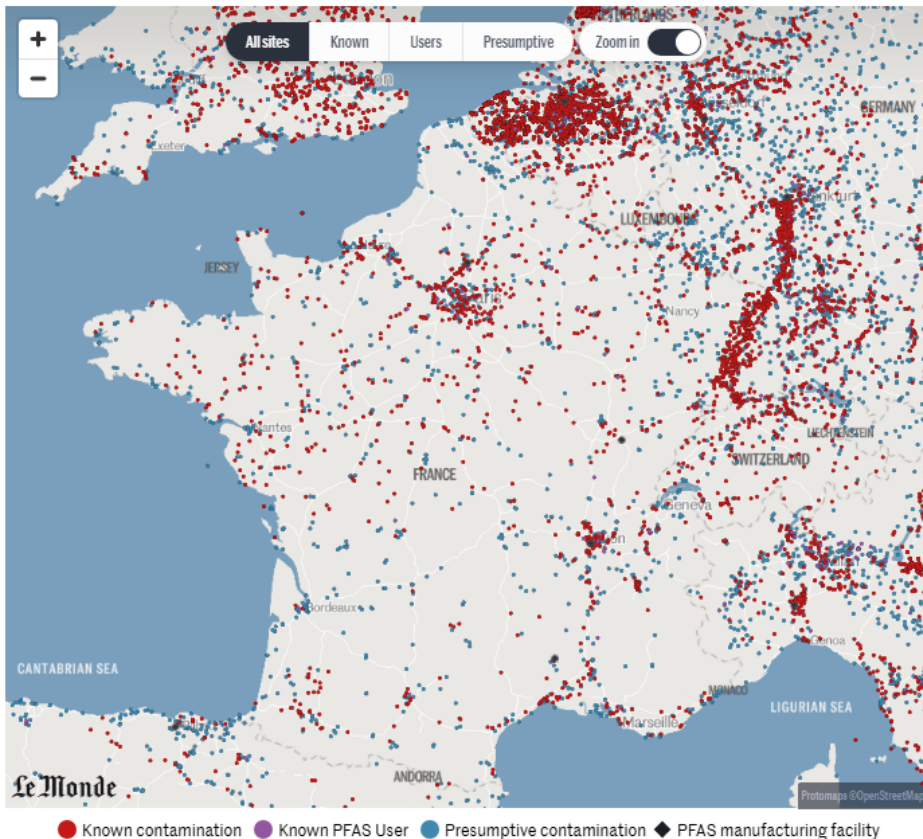 NETHERLANDS
+
All sites Known Users Presumptive Zoom in
−
GERMANY
Exeter
LUXEMBOURG
JERSEY
Paris
Nancy
Nantes
LIECHTENSTEIN
FRANCE
SWITZERLAND
Geneva
Bordeaux
Genoa
CANTABRIAN SEA
MONACO
LIGURIAN SEA
Marseille
ANDORRA
Le Monde
Protomaps ©OpenStreetMap
Known contamination Known PFAS User Presumptive contamination PFAS manufacturing facility